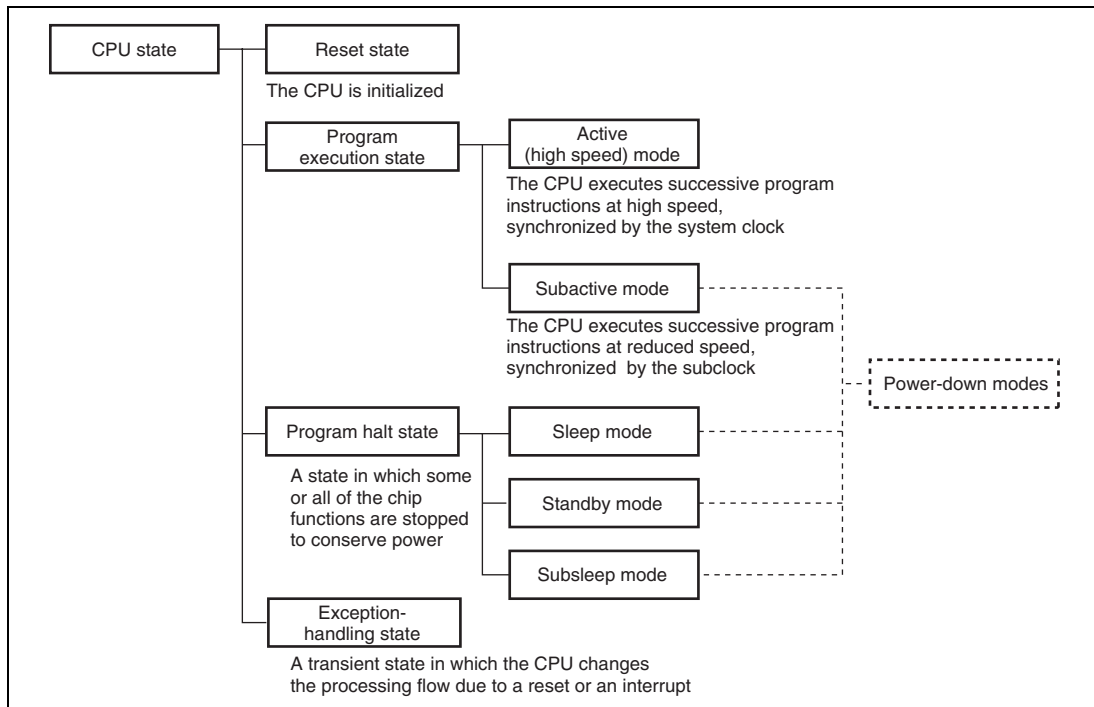 CPU state
Reset state
The CPU is initialized
Program
execution state
Active
(high speed) mode
The CPU executes successive program
instructions at high speed,
synchronized by the system clock
Subactive mode
The CPU executes successive program
instructions at reduced speed,
synchronized by the subclock
Power-down modes
Program halt state
A state in which some
or all of the chip
functions are stopped
to conserve power
Sleep mode
Standby mode
Subsleep mode
Exception-
handling state
A transient state in which the CPU changes
the processing flow due to a reset or an interrupt